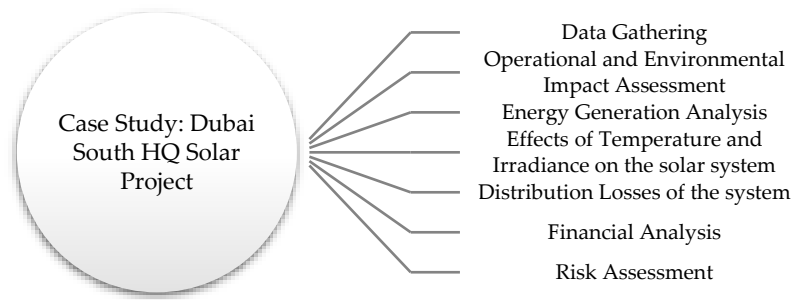 Case Study: Dubai
South HQ Solar
Project
Data Gathering
Operational and Environmental
Impact Assessment
Energy Generation Analysis
Effects of Temperature and
Irradiance on the solar system
Distribution Losses of the system
Financial Analysis
Risk Assessment